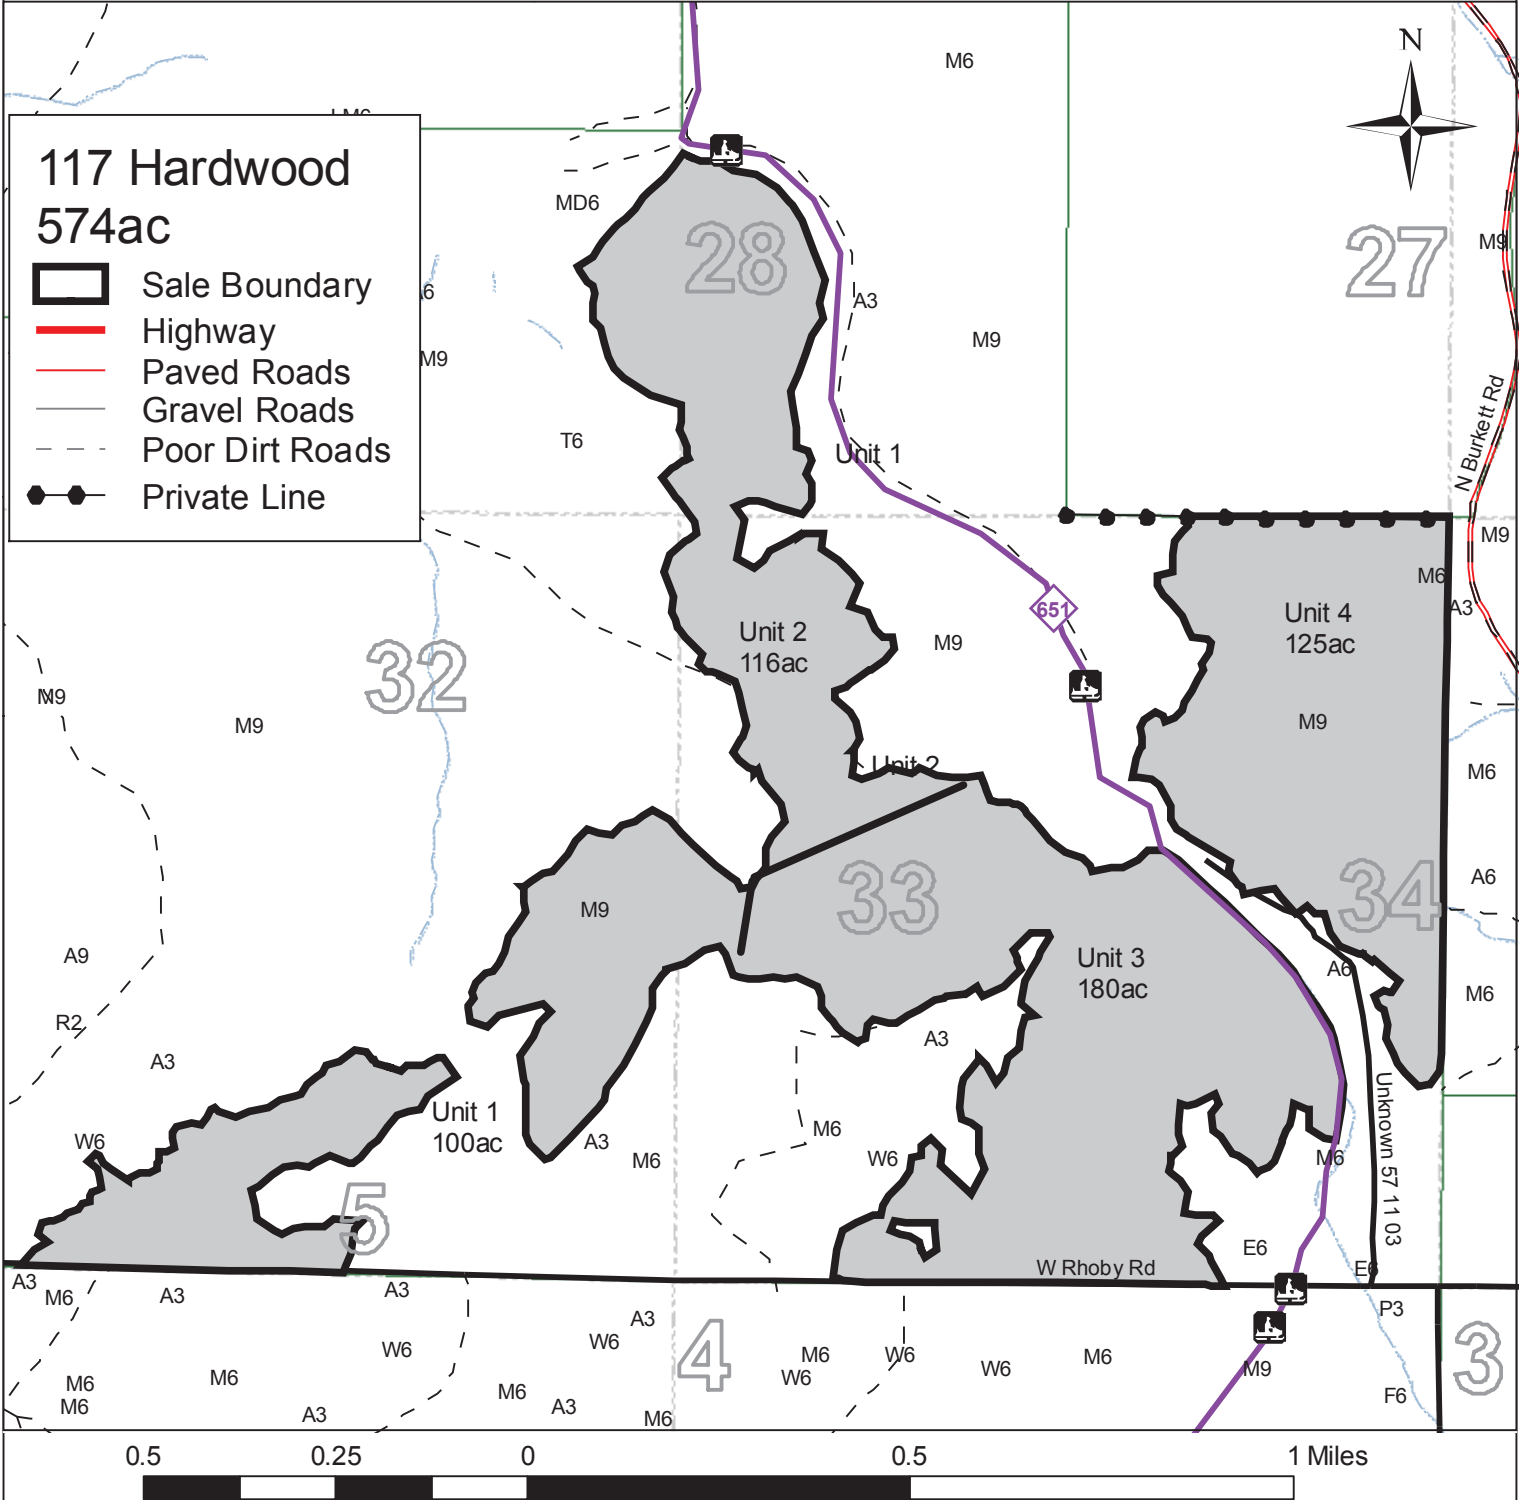 M6
N
117 Hardwood
574ac
Sale Boundary
Highway
Paved Roads
Gravel Roads
Poor Dirt Roads
Private Line
MD6
28
27
M9
A3
M9
M9
T6
Unit 1
N Burkett Rd
M9
M6
A3
651
Unit 4
125ac
Unit 2
116ac
M9
32
M9
M9
M9
Unit 2
M6
33
34
A6
M9
A9
Unit 3
180ac
A6
M6
R2
A3
A3
Unit 1
100ac
W6
A3
M6
M6
W6
M6
Unknown 57 11 03
5
E6
E6
W Rhoby Rd
A3
M6
A3
A3
A3
P3
W6
W6
4
M6
W6
W6
W6
M6
M9
3
M6
M6
M6
M6
A3
A3
M6
F6
0.5
0.25
0
0.5
1 Miles